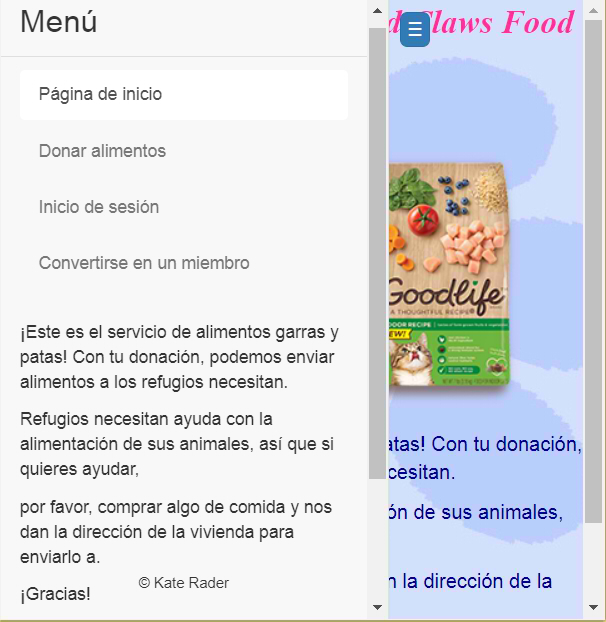 Menú
Página de inicio
Donar alimentos
Inicio de sesión
Convertirse en un miembro
¡Este es el servicio de alimentos garras y
patas! Con tu donación, podemos enviar
alimentos a los refugios necesitan.
Refugios necesitan ayuda con la
alimentación de sus animales, así que si
quieres ayudar,
por favor, comprar algo de comida y nos
dan la dirección de la vivienda para
enviarlo a.
© Kate Rader
¡Gracias!
d Claws Food
Goodlife
A THOUGHTFUL RECIPE
DOOR RECIPE
NEW!
atas! Con tu donación,
cesitan.
ón de sus animales,
n la dirección de la